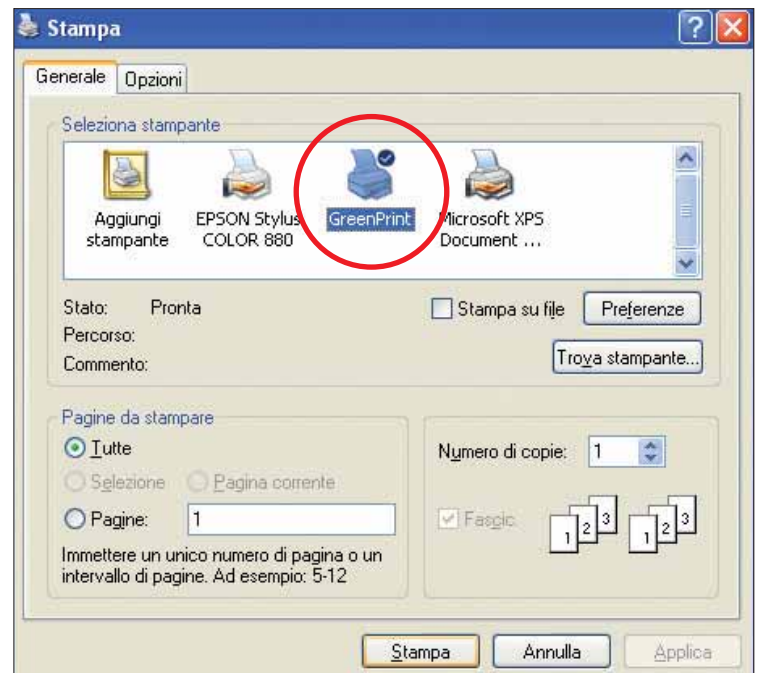 Stampa
Generale Opzioni
Seleziona stampante
Aggiungi EPSON Stylus GreenPrint Microsoft XPS
stampante COLOR 880 Document ...
Stato: Pronta Stampa su file Preferenze
Percorso:
Commento: Trova stampante...
Pagine da stampare
Tutte Numero di copie: 1
Selezione Pagina corrente
Pagine: 1 Fascic.
1 2 3 1 2 3
Immettere un unico numero di pagina o un
intervallo di pagine. Ad esempio: 5-12
Stampa Annulla Applica